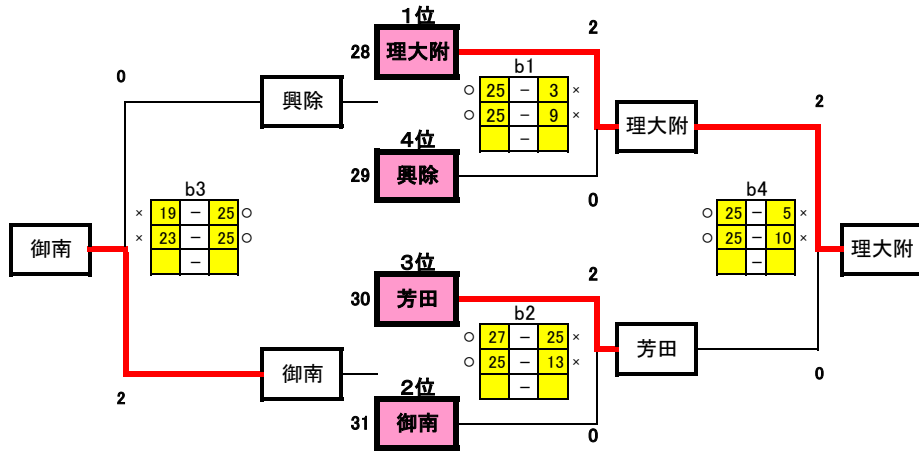 1位
28 理大附 2
0
興除
b1
○ 25 － 3 ×
○ 25 － 9 ×
－
理大附
2
4位
29 興除
0
b3
× 19 － 25 ○
× 23 － 25 ○
－
b4
○ 25 － 5 ×
○ 25 － 10 ×
－
御南
理大附
3位
30 芳田 2
b2
○ 27 － 25 ×
○ 25 － 13 ×
－
芳田
御南
2
0
2位
31 御南
0